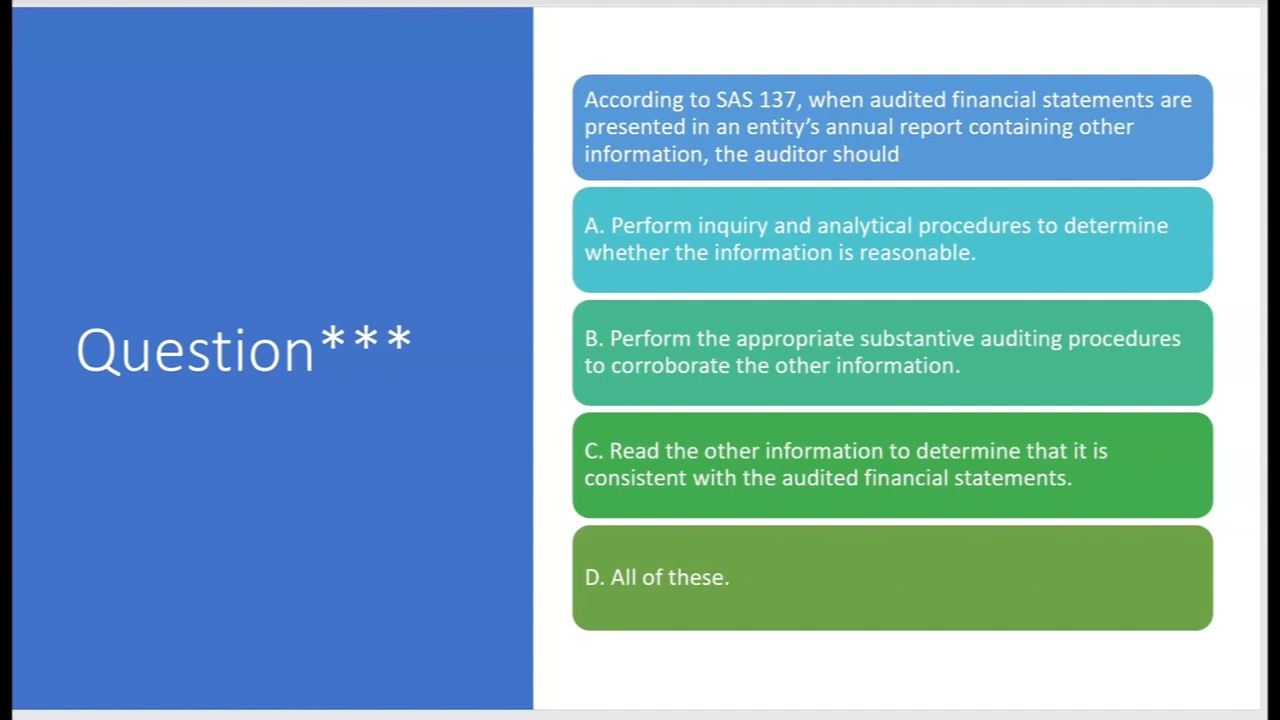 Question***
According to SAS 137, when audited financial statements are
presented in an entity’s annual report containing other
information, the auditor should
A. Perform inquiry and analytical procedures to determine
whether the information is reasonable.
B. Perform the appropriate substantive auditing procedures
to corroborate the other information.
C. Read the other information to determine that it is
consistent with the audited financial statements.
D. All of these.